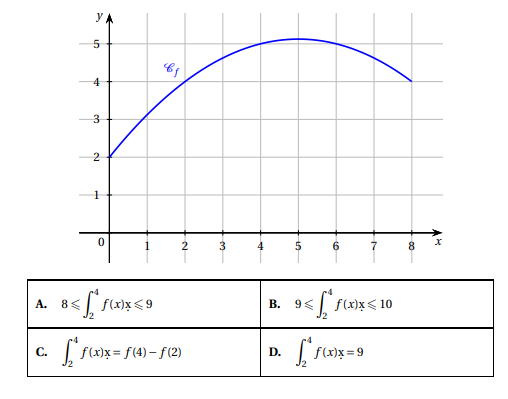 y
5
𝒞f
4
3
2
1
0 1 2 3 4 5 6 7 8 x
A. 8 ⩽ ∫₂⁴ f(x)x ⩽ 9
B. 9 ⩽ ∫₂⁴ f(x)x ⩽ 10
C. ∫₂⁴ f(x)x = f(4) − f(2)
D. ∫₂⁴ f(x)x = 9